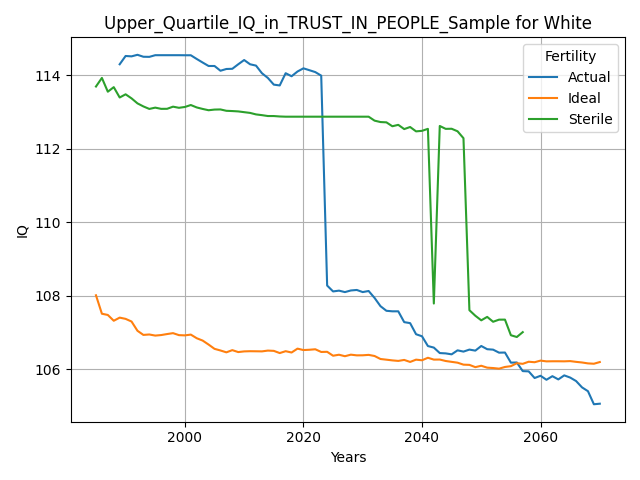 Upper_Quartile_IQ_in_TRUST_IN_PEOPLE_Sample for White
Fertility
Actual
Ideal
Sterile
IQ
114
112
110
108
106
2000
2020
2040
2060
Years